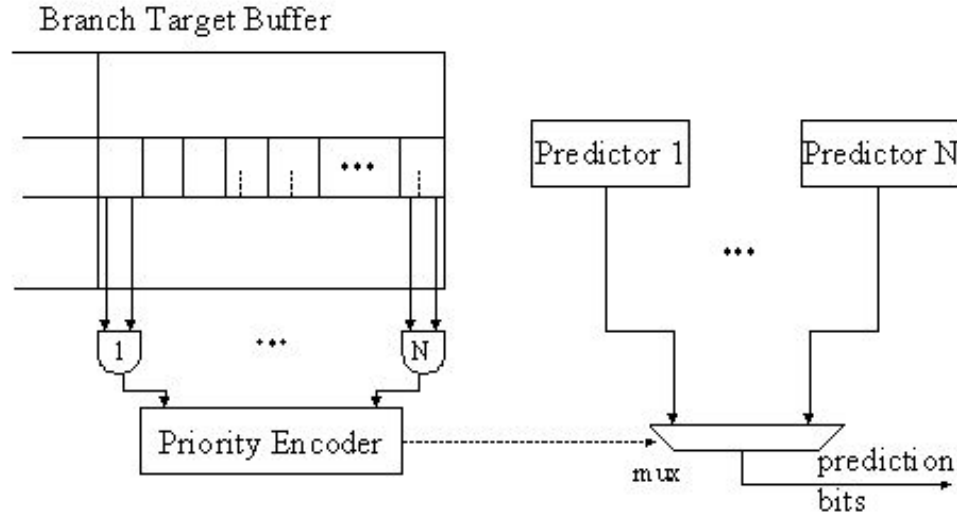 Branch Target Buffer
Predictor 1
Predictor N
1
N
Priority Encoder
mux
prediction
bits